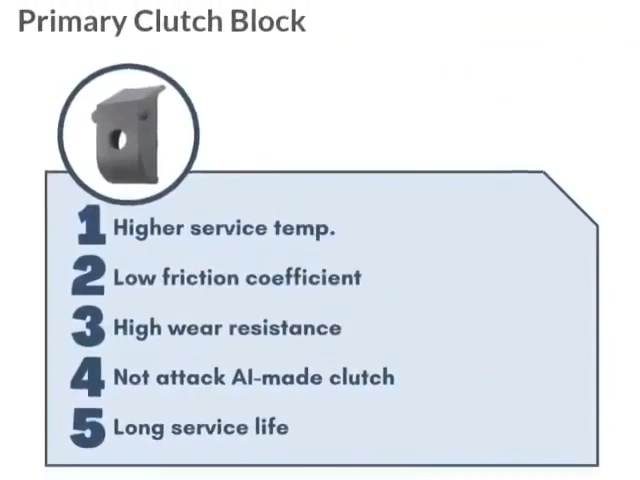 Primary Clutch Block
1 Higher service temp.
2 Low friction coefficient
3 High wear resistance
4 Not attack AI-made clutch
5 Long service life